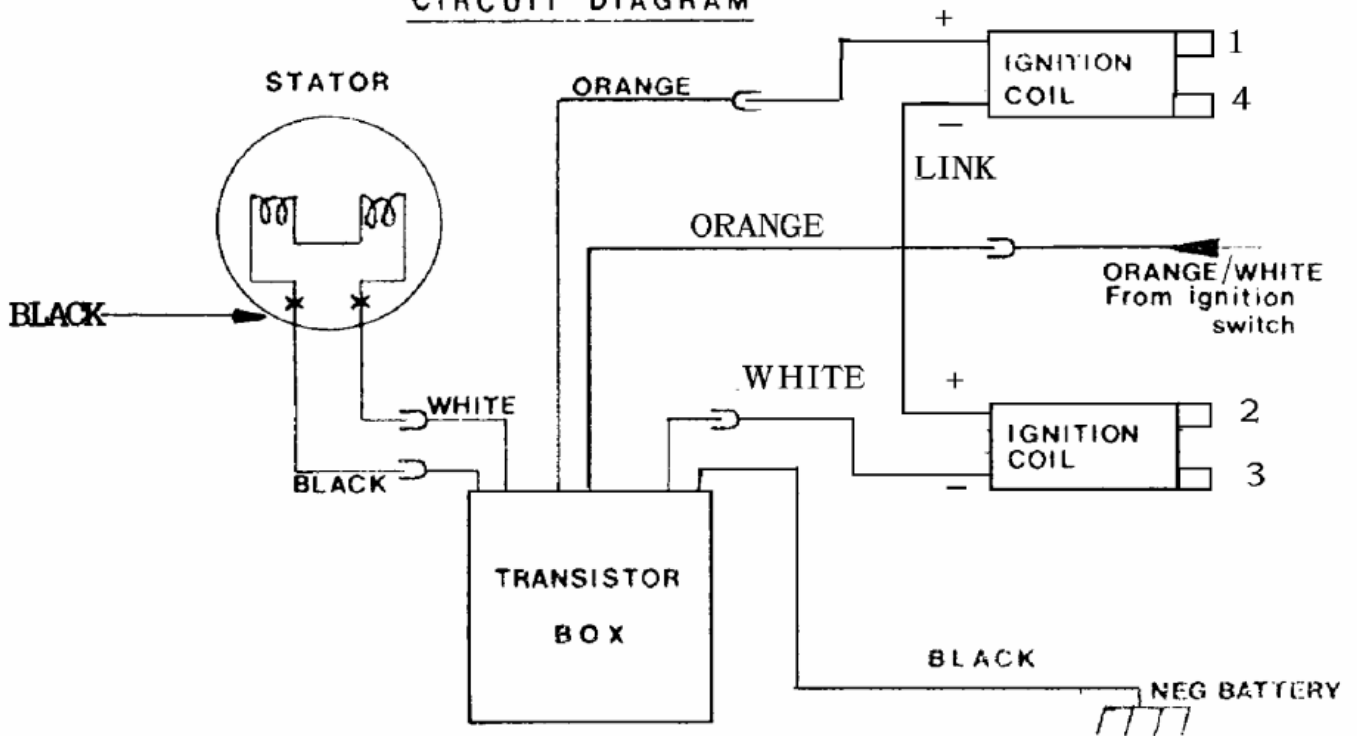 CIRCUIT DIAGRAM
STATOR
ORANGE
+
IGNITION
COIL
1
4
−
LINK
ORANGE
ORANGE/WHITE
From ignition
switch
BLACK
WHITE
WHITE
+
IGNITION
COIL
2
3
−
BLACK
TRANSISTOR
BOX
BLACK
NEG BATTERY